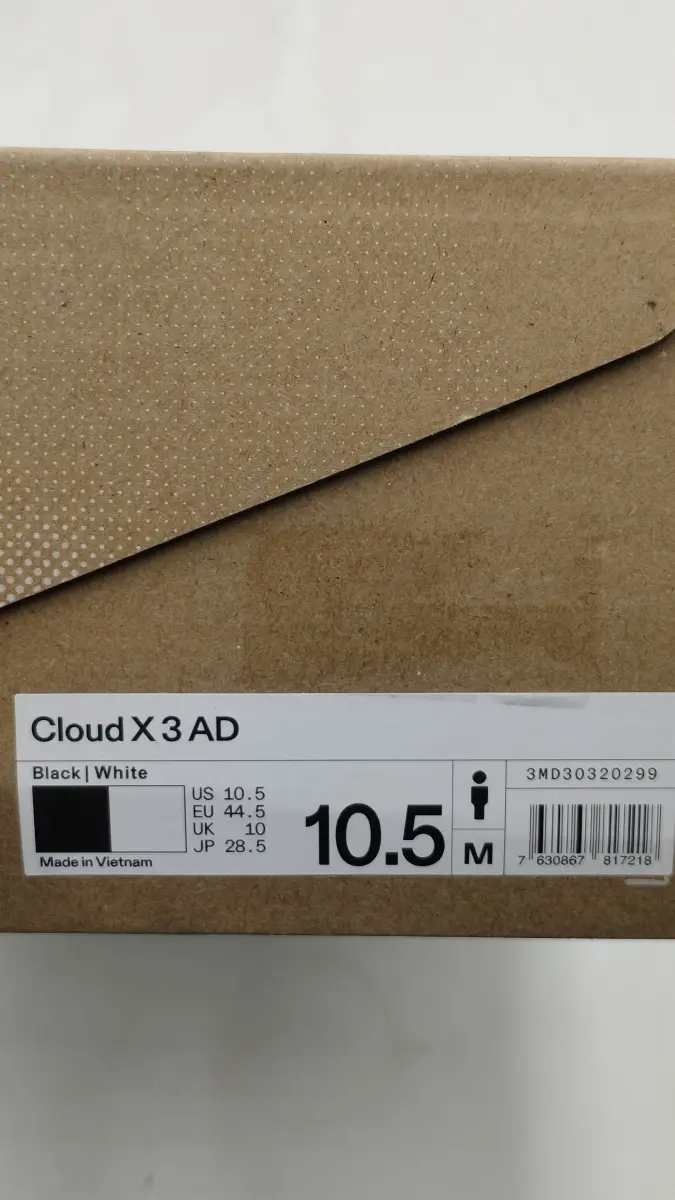 Cloud X 3 AD
Black | White
US 10.5
EU 44.5
UK 10
JP 28.5
Made in Vietnam
10.5
M
3MD30320299
7 630867 817218